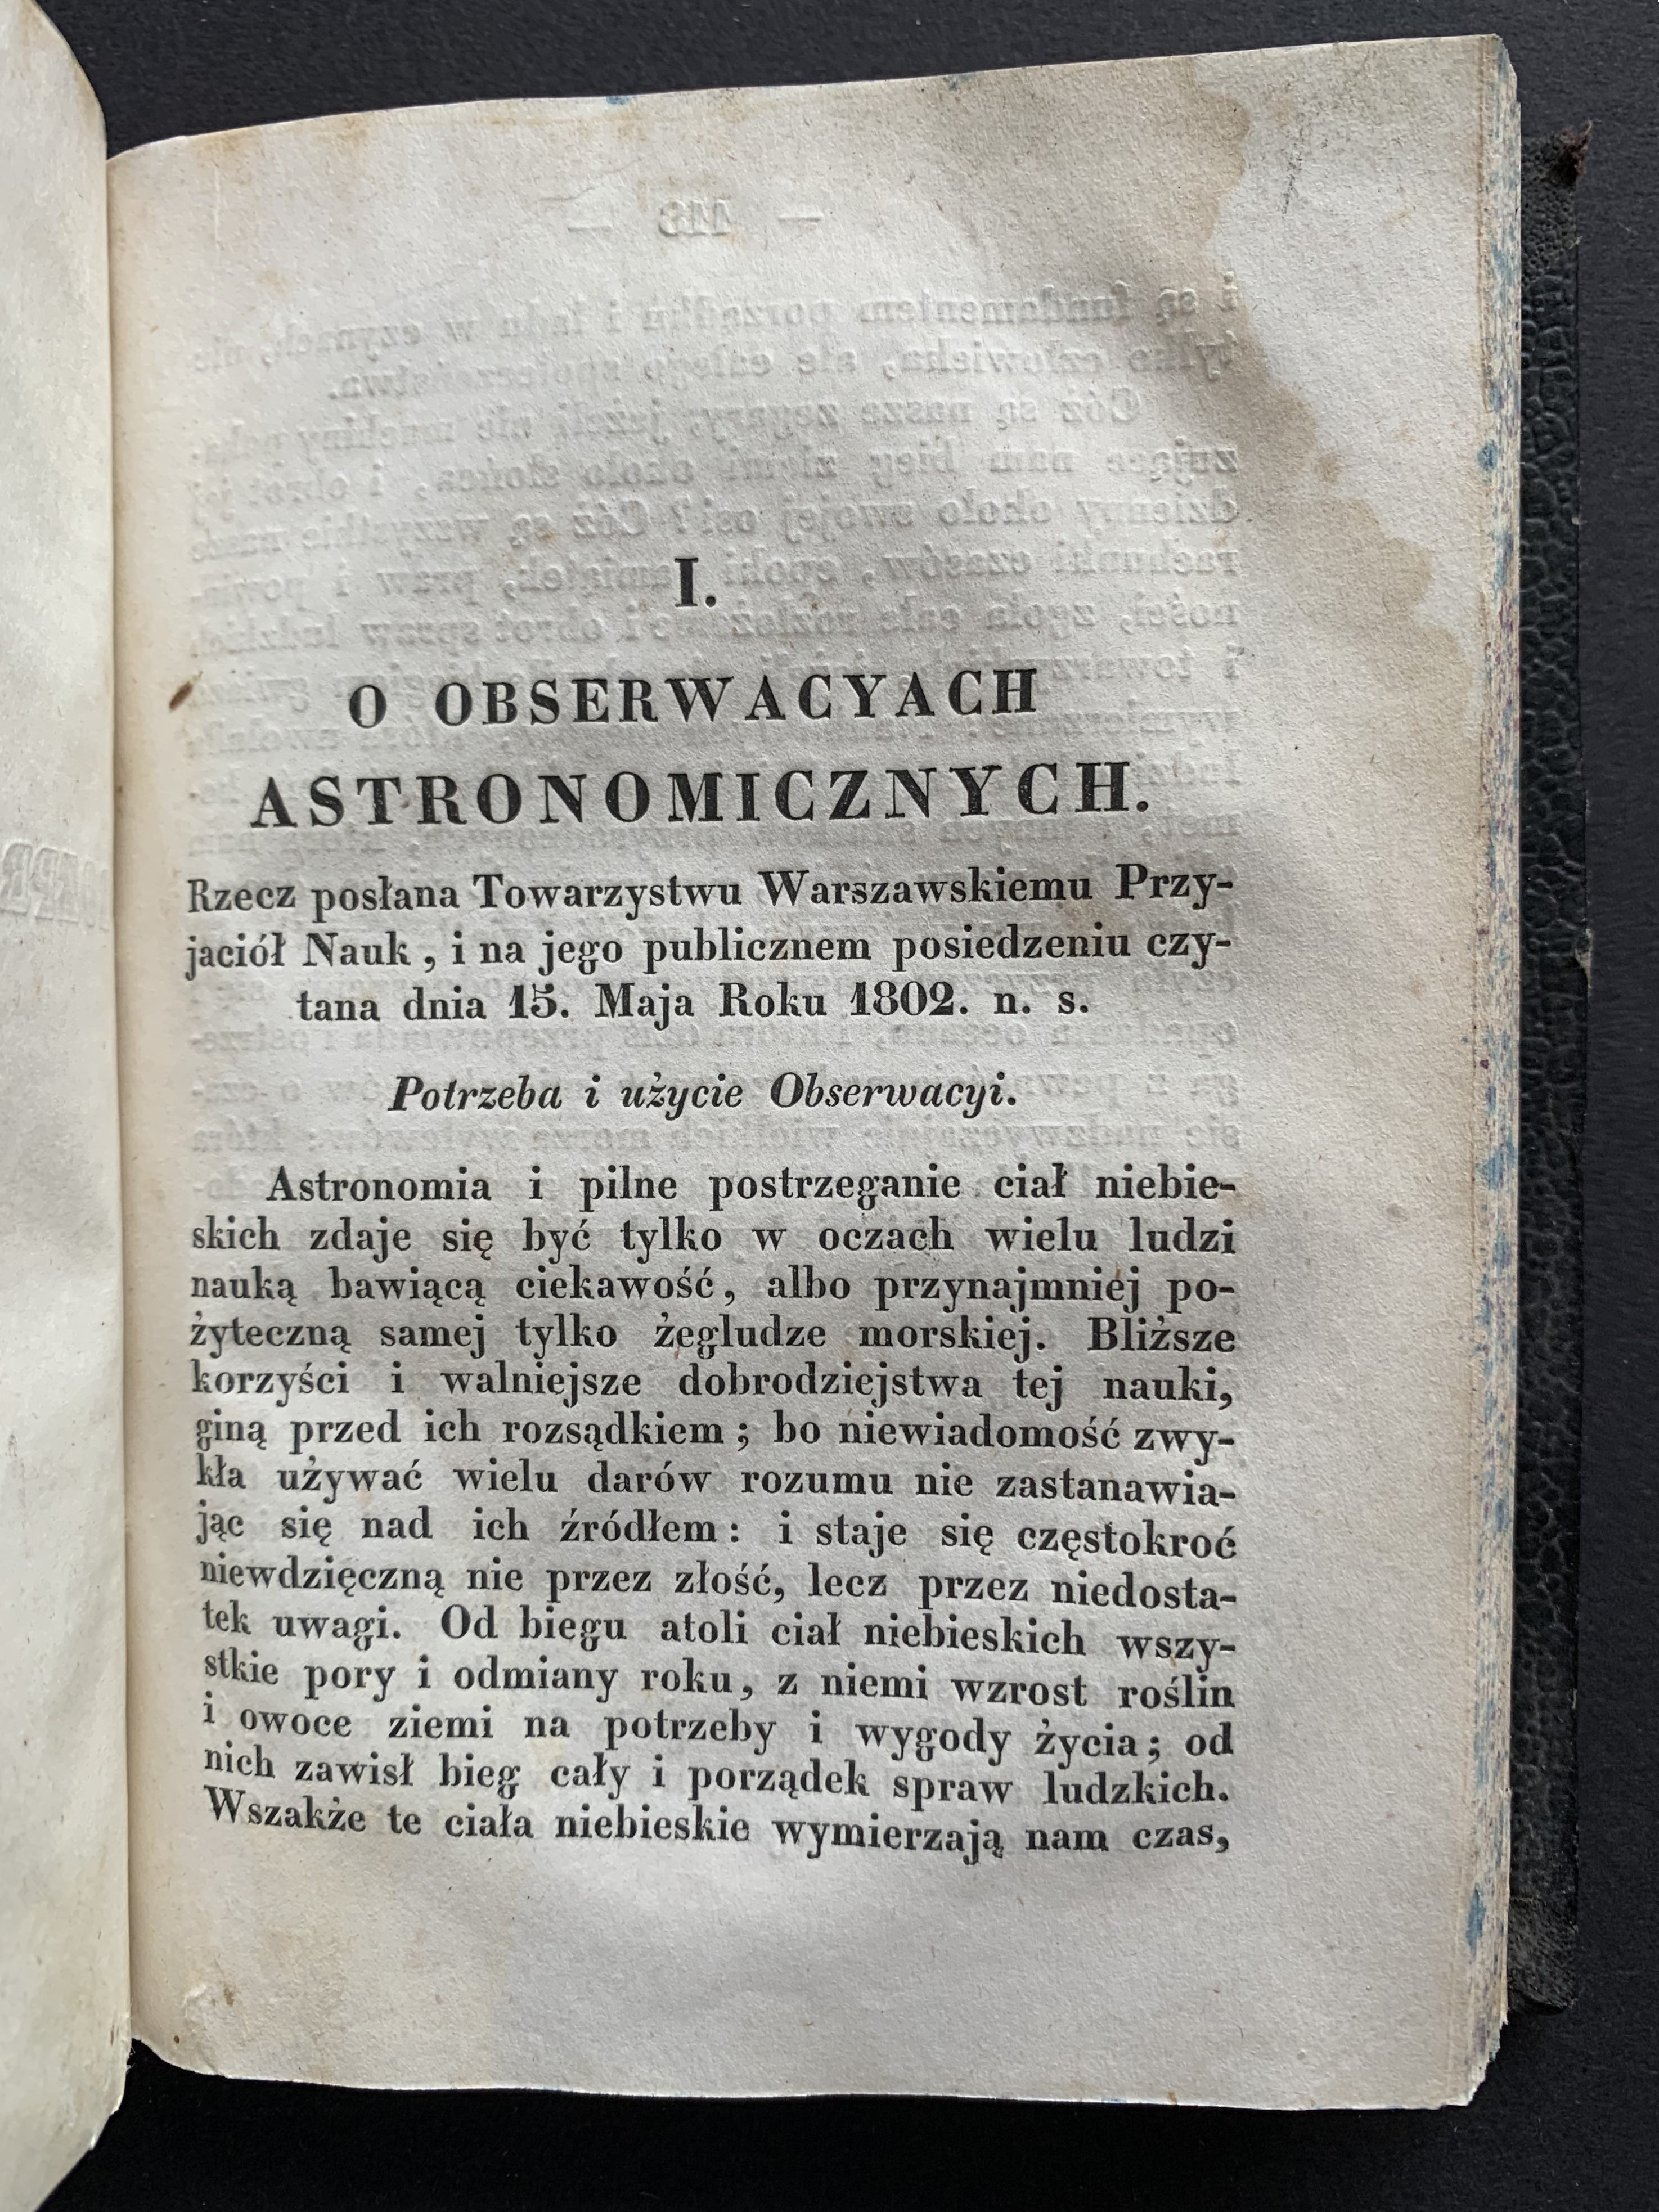 I.
O OBSERWACYACH
ASTRONOMICZNYCH.
Rzecz posłana Towarzystwu Warszawskiemu Przy-
jaciół Nauk, i na jego publicznem posiedzeniu czy-
tana dnia 15. Maja Roku 1802. n. s.
Potrzeba i użycie Obserwacyi.
Astronomia i pilne postrzeganie ciał niebie-
skich zdaje się być tylko w oczach wielu ludzi
nauką bawiącą ciekawość, albo przynajmniej po-
żyteczną samej tylko żegludze morskiej. Bliższe
korzyści i walniejsze dobrodziejstwa tej nauki,
giną przed ich rozsądkiem; bo niewiadomość zwy-
kła używać wielu darów rozumu nie zastanawia-
jąc się nad ich źródłem: i staje się częstokroć
niewdzięczną nie przez złość, lecz przez niedosta-
tek uwagi. Od biegu atoli ciał niebieskich wszy-
stkie pory i odmiany roku, z niemi wzrost roślin
i owoce ziemi na potrzeby i wygody życia; od
nich zawisł bieg cały i porządek spraw ludzkich.
Wszakże te ciała niebieskie wymierzają nam czas,